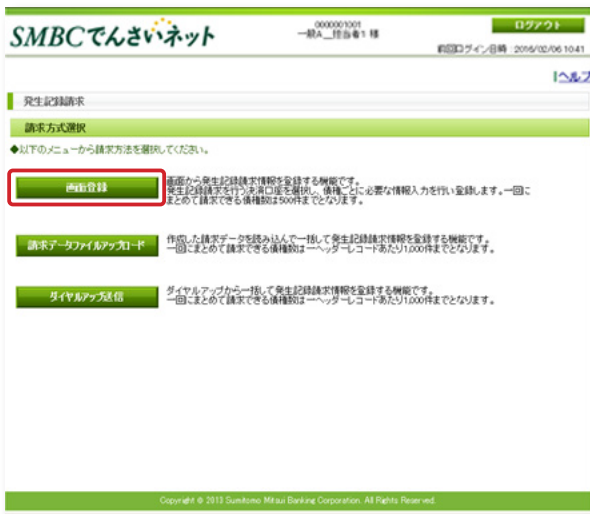 SMBCでんさいネット
0000001001
一般A__担当者1 様
ログアウト
前回ログイン日時 :2016/02/06 10:41
|ヘルプ
発生記録請求
請求方式選択
◆以下のメニューから請求方法を選択してください。
画面登録
画面から発生記録請求情報を登録する機能です。
発生記録請求を行う決済口座を選択し、債権ごとに必要な情報入力を行い登録します。一回に
まとめて請求できる債権数は500件までとなります。
請求データファイルアップロード
作成した請求データを読み込んで一括して発生記録請求情報を登録する機能です。
一回にまとめて請求できる債権数は一ヘッダーレコードあたり1,000件までとなります。
ダイヤルアップ送信
ダイヤルアップから一括して発生記録請求情報を登録する機能です。
一回にまとめて請求できる債権数は一ヘッダーレコードあたり1,000件までとなります。
Copyright © 2013 Sumitomo Mitsui Banking Corporation. All Rights Reserved.